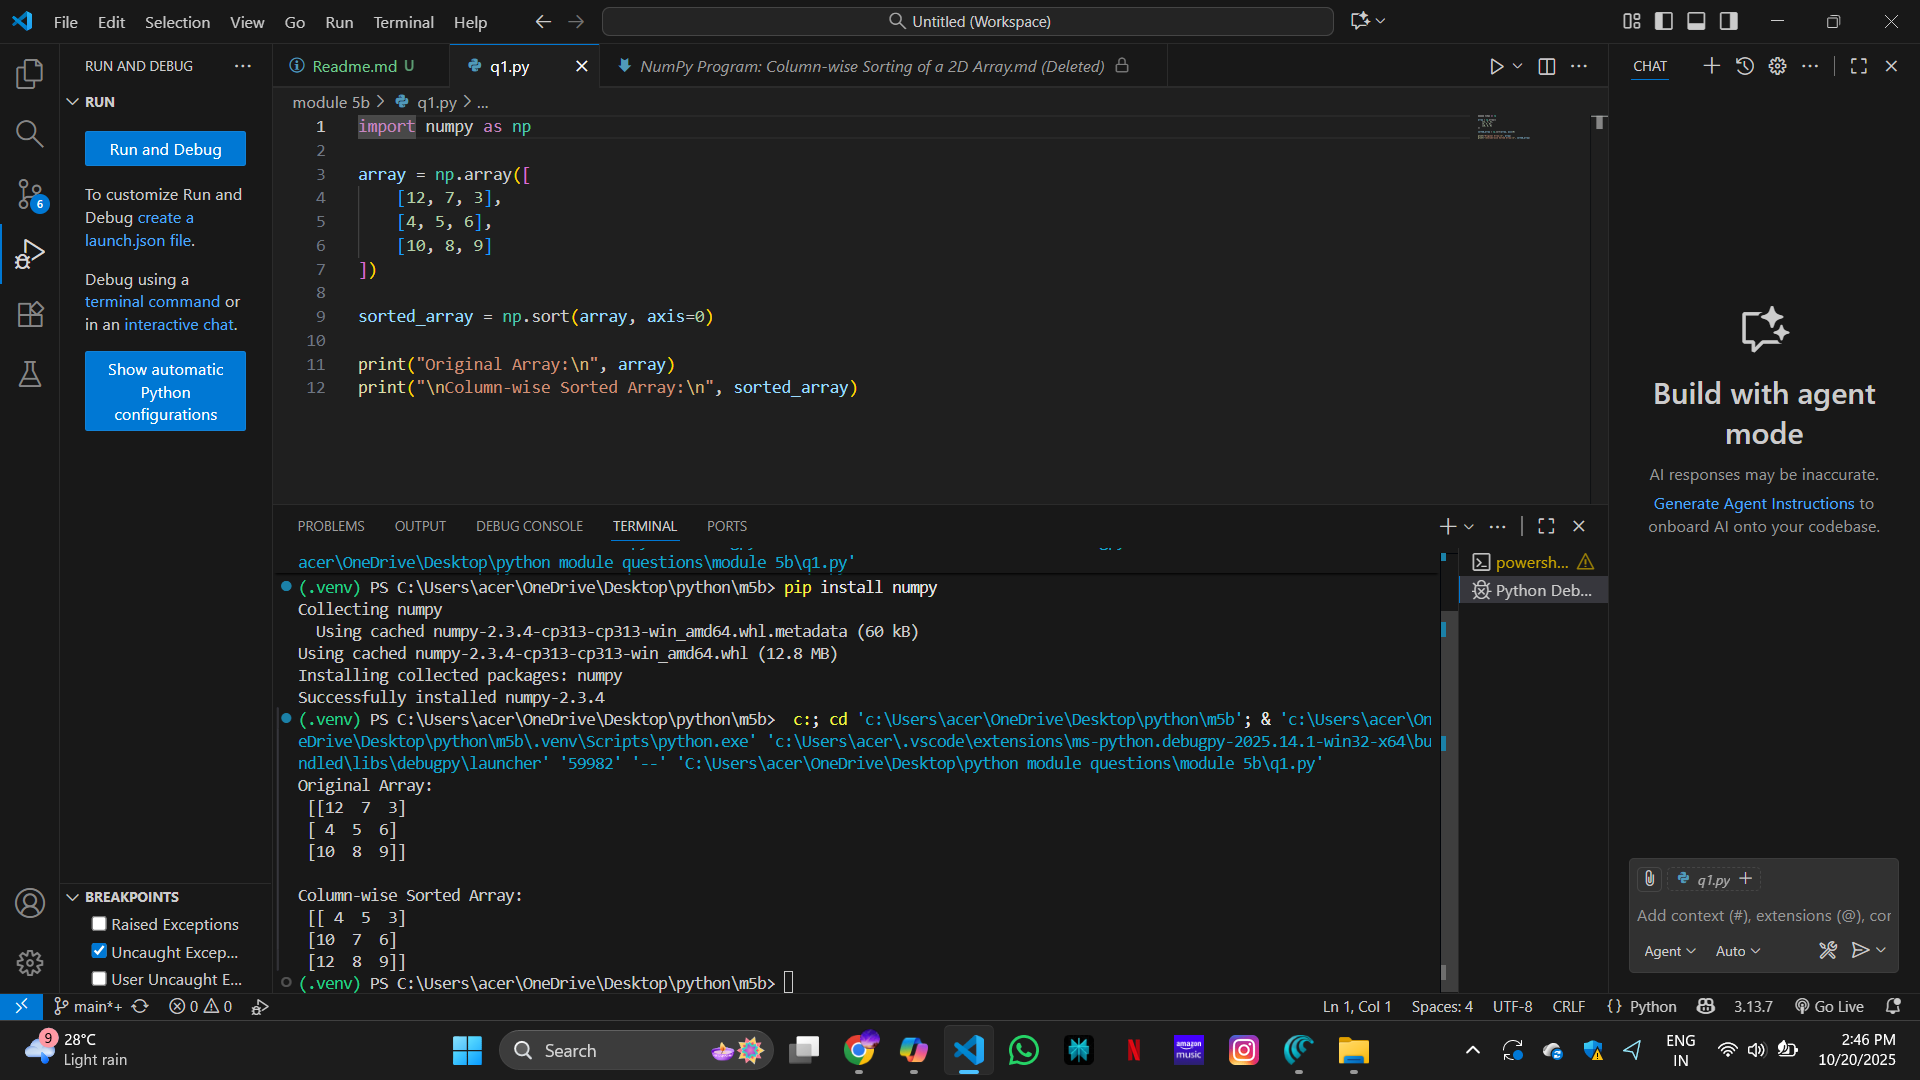 File Edit Selection View Go Run Terminal Help
Untitled (Workspace)
RUN AND DEBUG
RUN
Run and Debug
To customize Run and
Debug create a
launch.json file.
Debug using a
terminal command or
in an interactive chat.
Show automatic
Python
configurations
6
BREAKPOINTS
Raised Exceptions
Uncaught Excep...
User Uncaught E...
Readme.md U
q1.py
NumPy Program: Column-wise Sorting of a 2D Array.md (Deleted)
module 5b > q1.py > ...
1 import numpy as np
2
3 array = np.array([
4 [12, 7, 3],
5 [4, 5, 6],
6 [10, 8, 9]
7 ])
8
9 sorted_array = np.sort(array, axis=0)
10
11 print("Original Array:\n", array)
12 print("\nColumn-wise Sorted Array:\n", sorted_array)
PROBLEMS OUTPUT DEBUG CONSOLE TERMINAL PORTS
acer\OneDrive\Desktop\python module questions\module 5b\q1.py'
(.venv) PS C:\Users\acer\OneDrive\Desktop\python\m5b> pip install numpy
Collecting numpy
Using cached numpy-2.3.4-cp313-cp313-win_amd64.whl.metadata (60 kB)
Using cached numpy-2.3.4-cp313-cp313-win_amd64.whl (12.8 MB)
Installing collected packages: numpy
Successfully installed numpy-2.3.4
(.venv) PS C:\Users\acer\OneDrive\Desktop\python\m5b> c:; cd 'c:\Users\acer\OneDrive\Desktop\python\m5b'; & 'c:\Users\acer\On
eDrive\Desktop\python\m5b\.venv\Scripts\python.exe' 'c:\Users\acer\.vscode\extensions\ms-python.debugpy-2025.14.1-win32-x64\bu
ndled\libs\debugpy\launcher' '59982' '--' 'C:\Users\acer\OneDrive\Desktop\python module questions\module 5b\q1.py'
Original Array:
[[12 7 3]
[ 4 5 6]
[10 8 9]]
Column-wise Sorted Array:
[[ 4 5 3]
[10 7 6]
[12 8 9]]
(.venv) PS C:\Users\acer\OneDrive\Desktop\python\m5b>
powersh...
Python Deb...
CHAT
Build with agent
mode
AI responses may be inaccurate.
Generate Agent Instructions to
onboard AI onto your codebase.
q1.py
Add context (#), extensions (@), cor
Agent Auto
main*+ 0 0
Ln 1, Col 1 Spaces: 4 UTF-8 CRLF {} Python 3.13.7 Go Live
9
28°C
Light rain
Search
amazon
music
N
ENG
IN
2:46 PM
10/20/2025